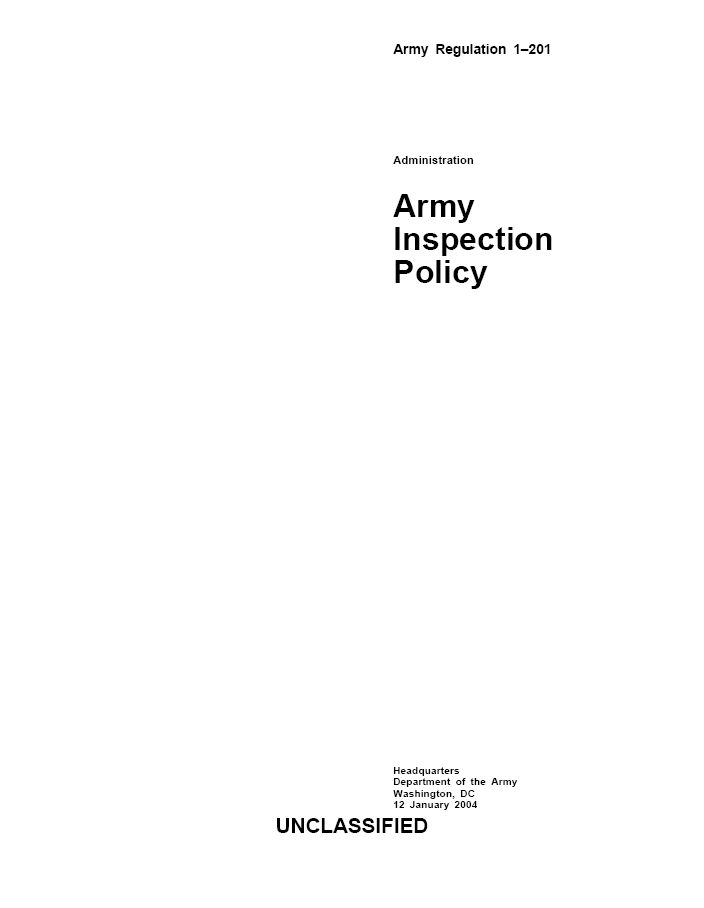 Army Regulation 1–201
Administration
Army
Inspection
Policy
Headquarters
Department of the Army
Washington, DC
12 January 2004
UNCLASSIFIED